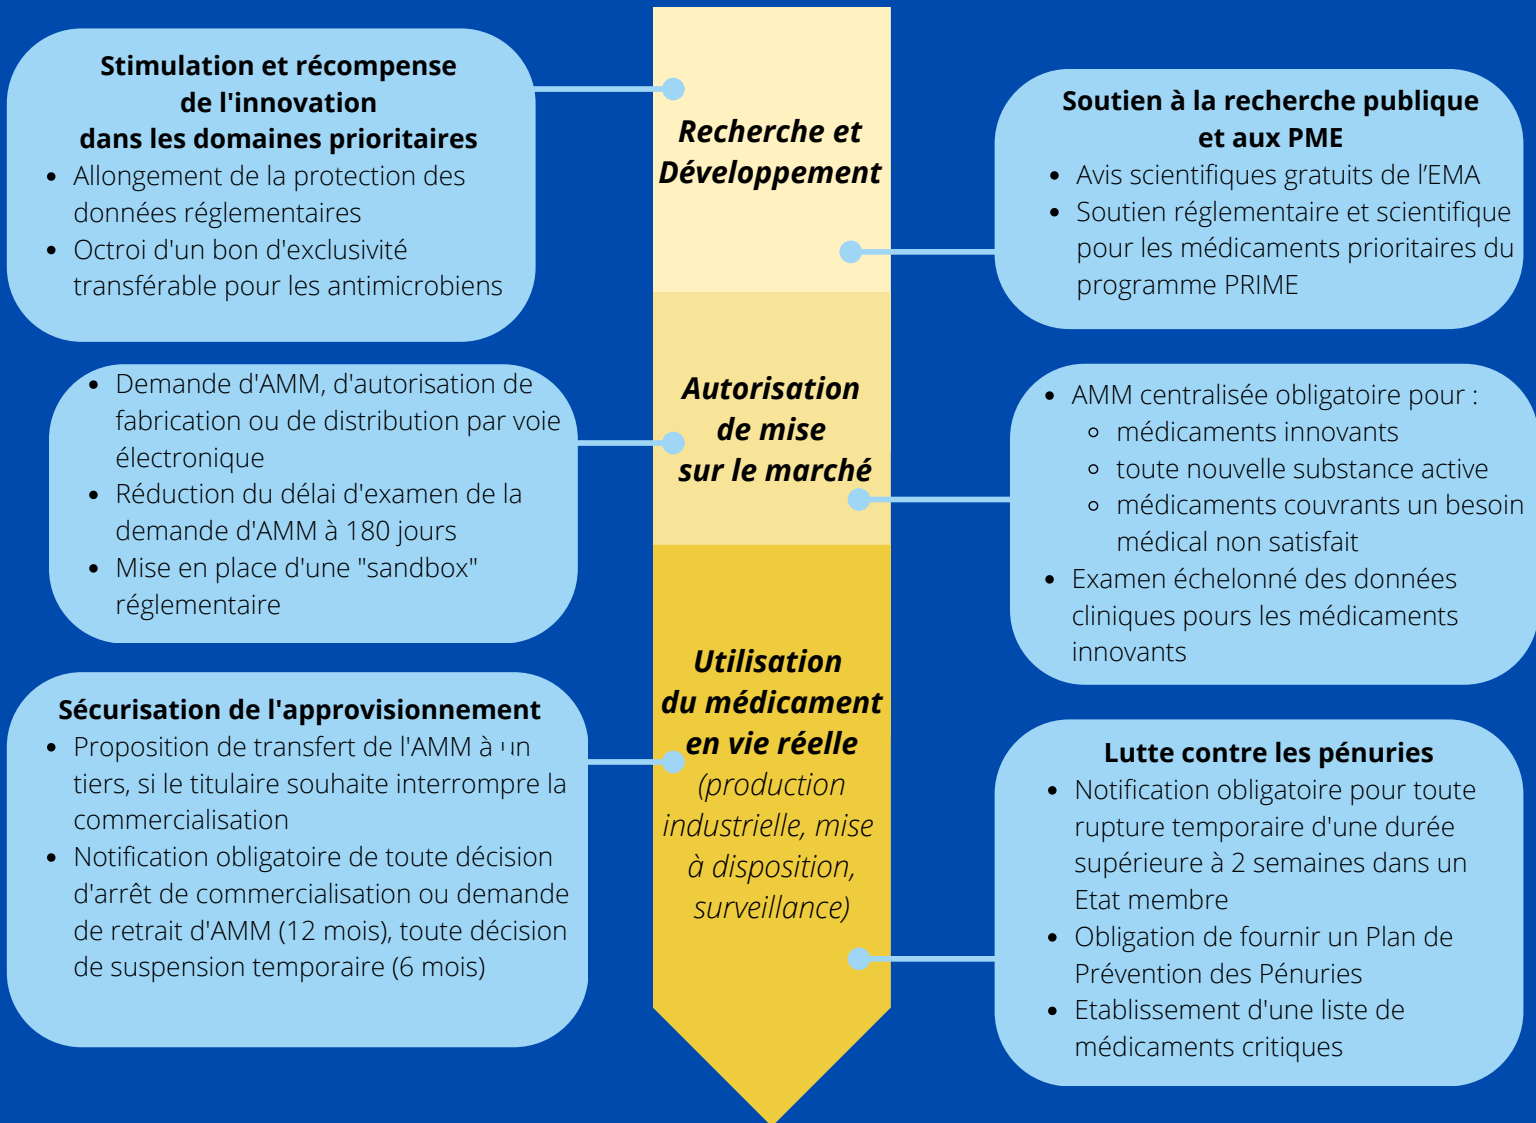 Stimulation et récompense
de l'innovation
dans les domaines prioritaires
• Allongement de la protection des
données réglementaires
• Octroi d'un bon d'exclusivité
transférable pour les antimicrobiens
Recherche et
Développement
Soutien à la recherche publique
et aux PME
• Avis scientifiques gratuits de l’EMA
• Soutien réglementaire et scientifique
pour les médicaments prioritaires du
programme PRIME
• Demande d'AMM, d'autorisation de
fabrication ou de distribution par voie
électronique
• Réduction du délai d'examen de la
demande d'AMM à 180 jours
• Mise en place d'une "sandbox"
réglementaire
Autorisation
de mise
sur le marché
• AMM centralisée obligatoire pour :
◦ médicaments innovants
◦ toute nouvelle substance active
◦ médicaments couvrants un besoin
médical non satisfait
• Examen échelonné des données
cliniques pours les médicaments
innovants
Sécurisation de l'approvisionnement
• Proposition de transfert de l'AMM à un
tiers, si le titulaire souhaite interrompre la
commercialisation
• Notification obligatoire de toute décision
d'arrêt de commercialisation ou demande
de retrait d'AMM (12 mois), toute décision
de suspension temporaire (6 mois)
Utilisation
du médicament
en vie réelle
(production
industrielle, mise
à disposition,
surveillance)
Lutte contre les pénuries
• Notification obligatoire pour toute
rupture temporaire d'une durée
supérieure à 2 semaines dans un
Etat membre
• Obligation de fournir un Plan de
Prévention des Pénuries
• Etablissement d'une liste de
médicaments critiques